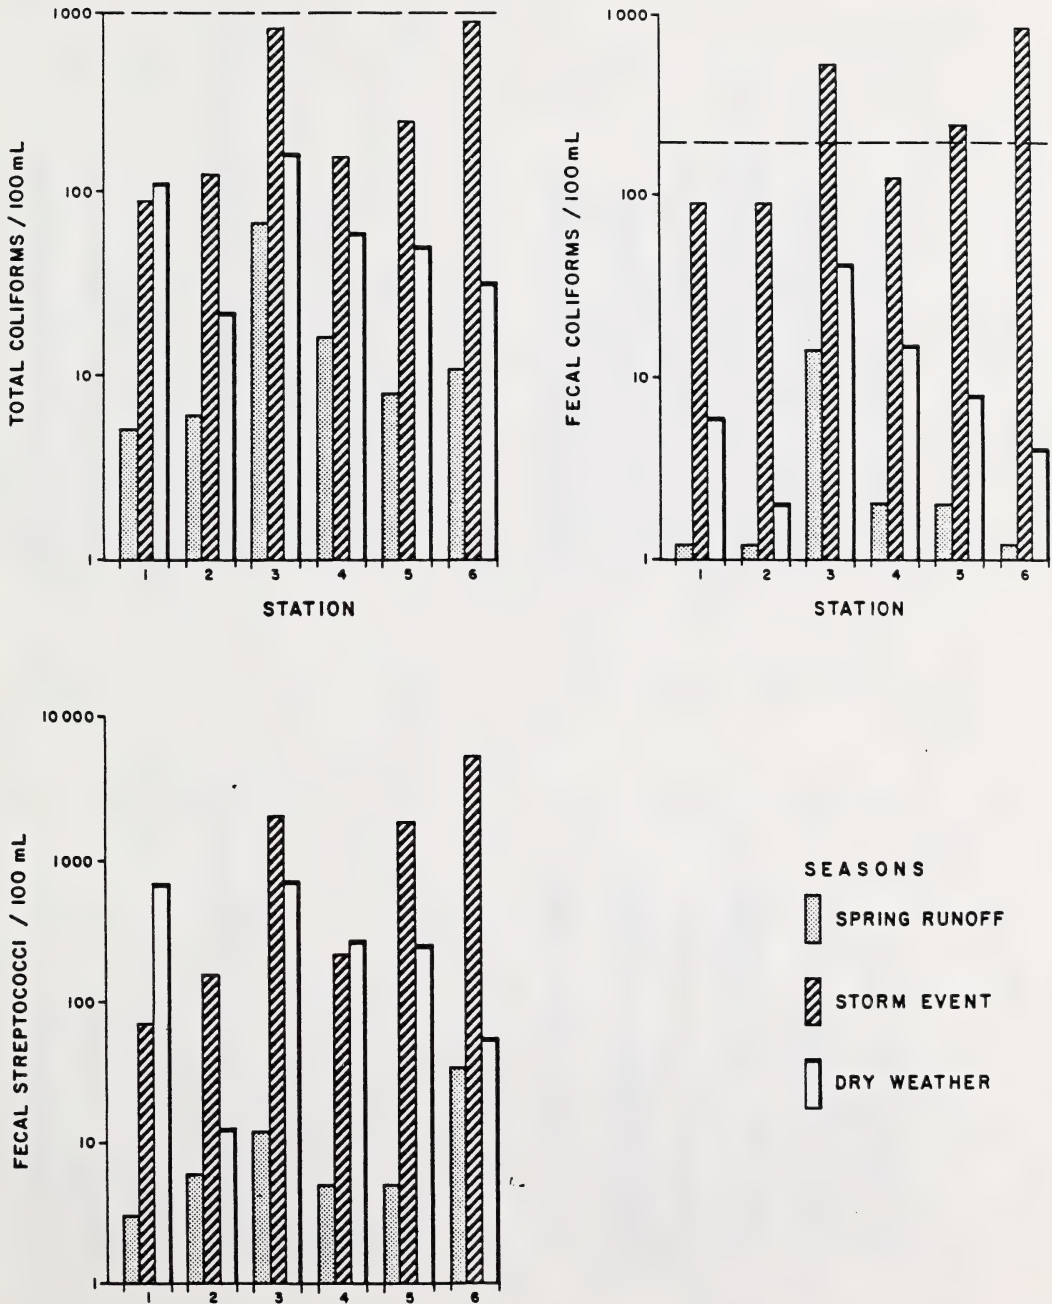 TOTAL COLIFORMS / 100 mL
1000
100
10
1
1 2 3 4 5 6
STATION
FECAL COLIFORMS / 100 mL
1000
100
10
1
1 2 3 4 5 6
STATION
FECAL STREPTOCOCCI / 100 mL
10 000
1000
100
10
1
1 2 3 4 5 6
SEASONS
SPRING RUNOFF
STORM EVENT
DRY WEATHER